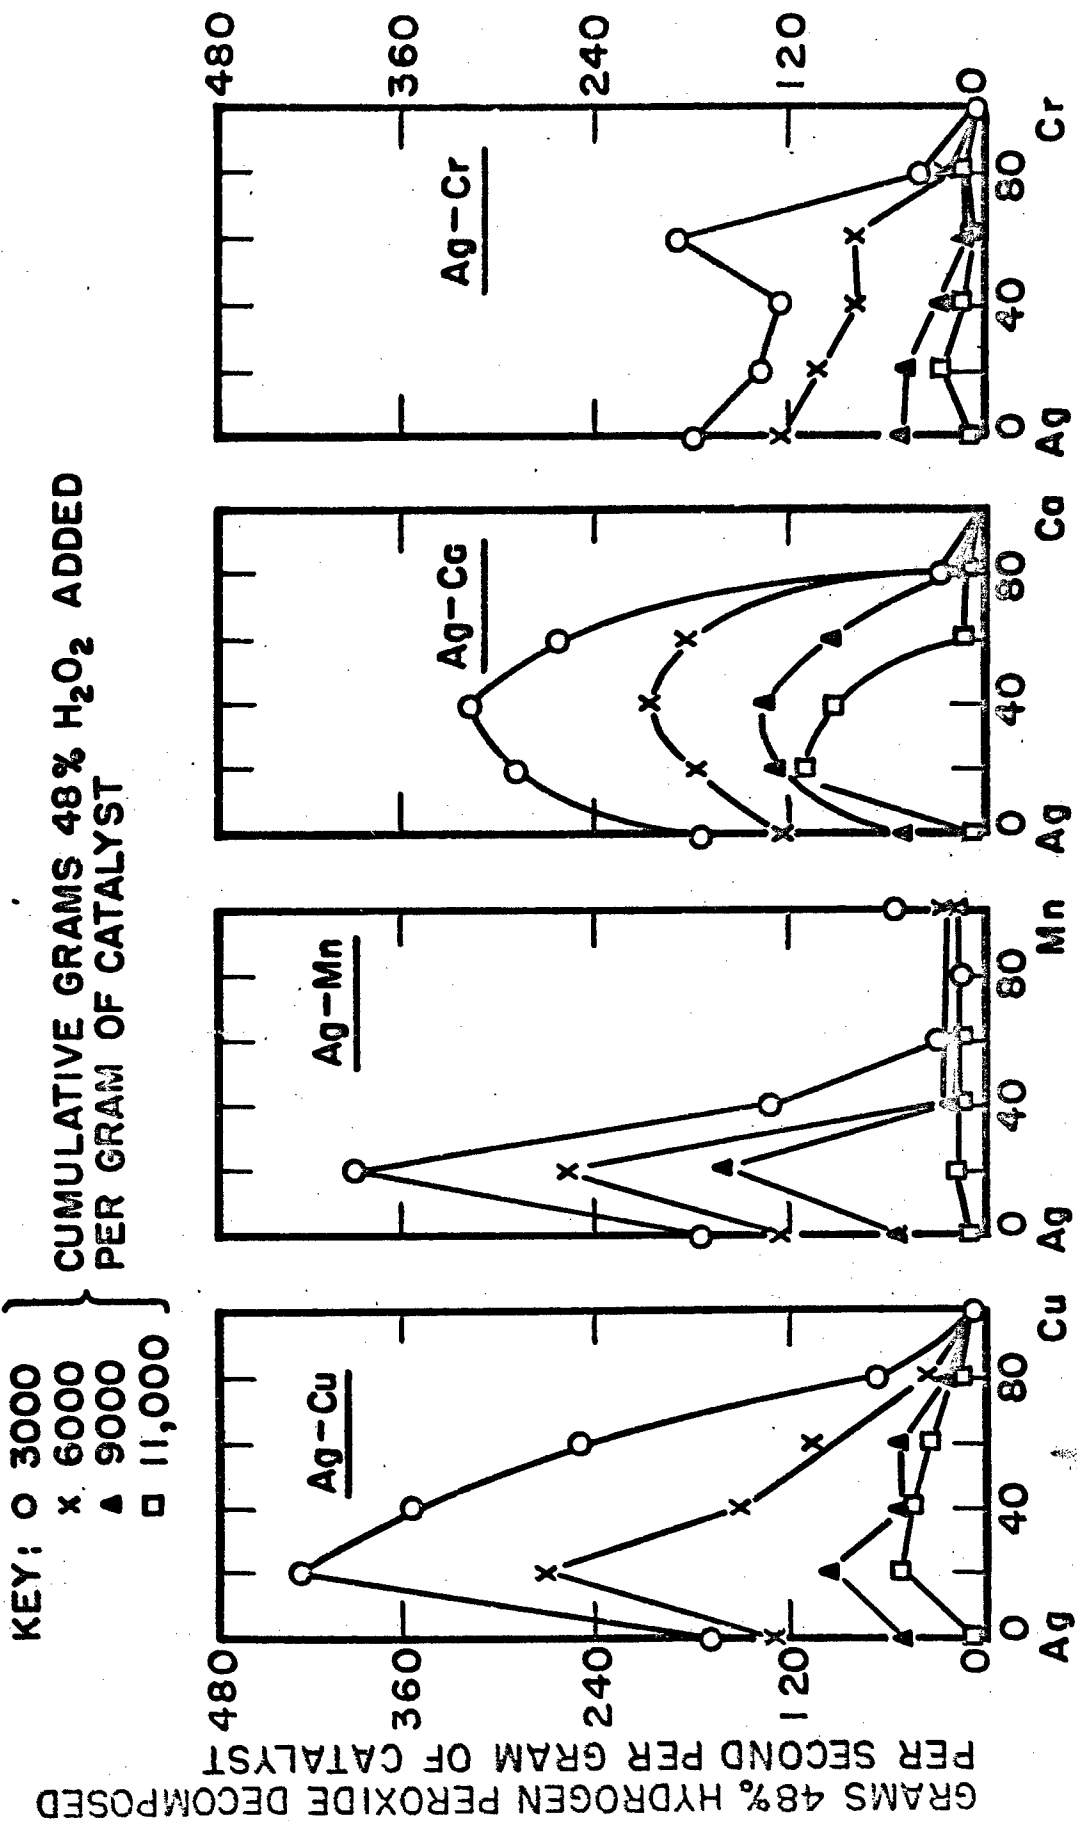 KEY: O 3000
x 6000
▲ 9000
□ 11,000
CUMULATIVE GRAMS 48% H₂O₂ ADDED
PER GRAM OF CATALYST
GRAMS 48% HYDROGEN PEROXIDE DECOMPOSED
PER SECOND PER GRAM OF CATALYST
480
360
240
120
0
Ag-Cu
0 40 80
Ag Cu
Ag-Mn
0 40 80
Ag Mn
Ag-Co
0 40 80
Ag Co
Ag-Cr
0 40 80
Ag Cr
480
360
240
120
0